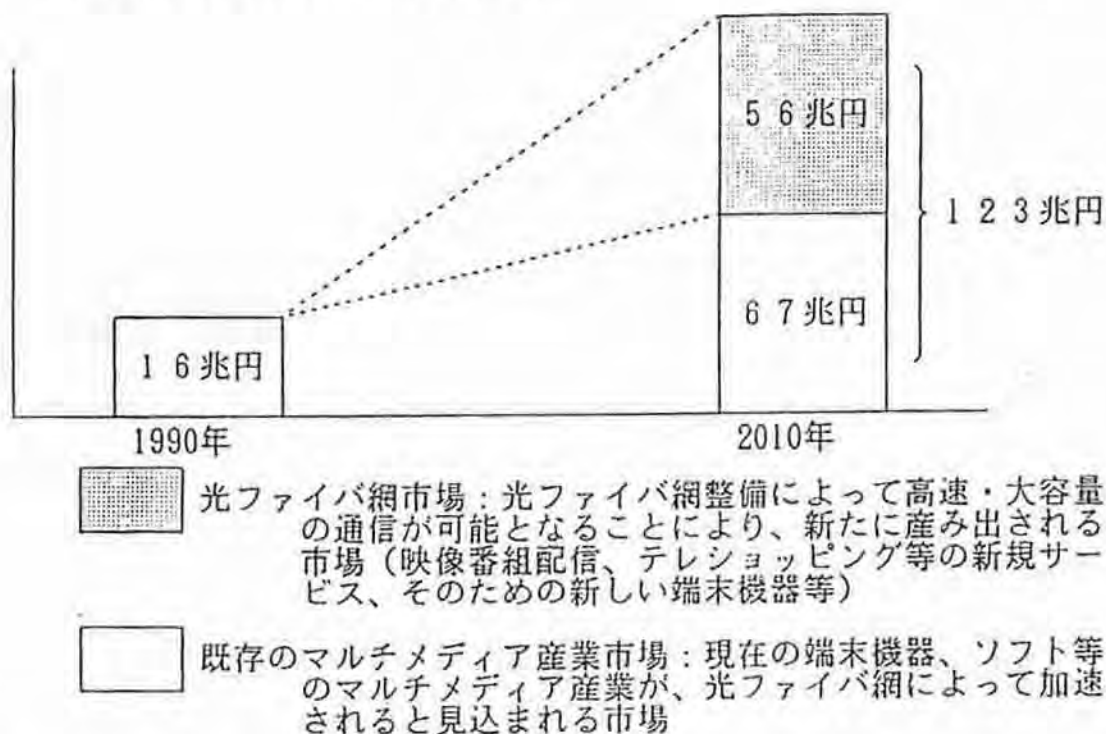 56兆円
123兆円
67兆円
16兆円
1990年
2010年
光ファイバ網市場:光ファイバ網整備によって高速・大容量
の通信が可能となることにより、新たに産み出される
市場(映像番組配信、テレショッピング等の新規サー
ビス、そのための新しい端末機器等)
既存のマルチメディア産業市場:現在の端末機器、ソフト等
のマルチメディア産業が、光ファイバ網によって加速
されると見込まれる市場